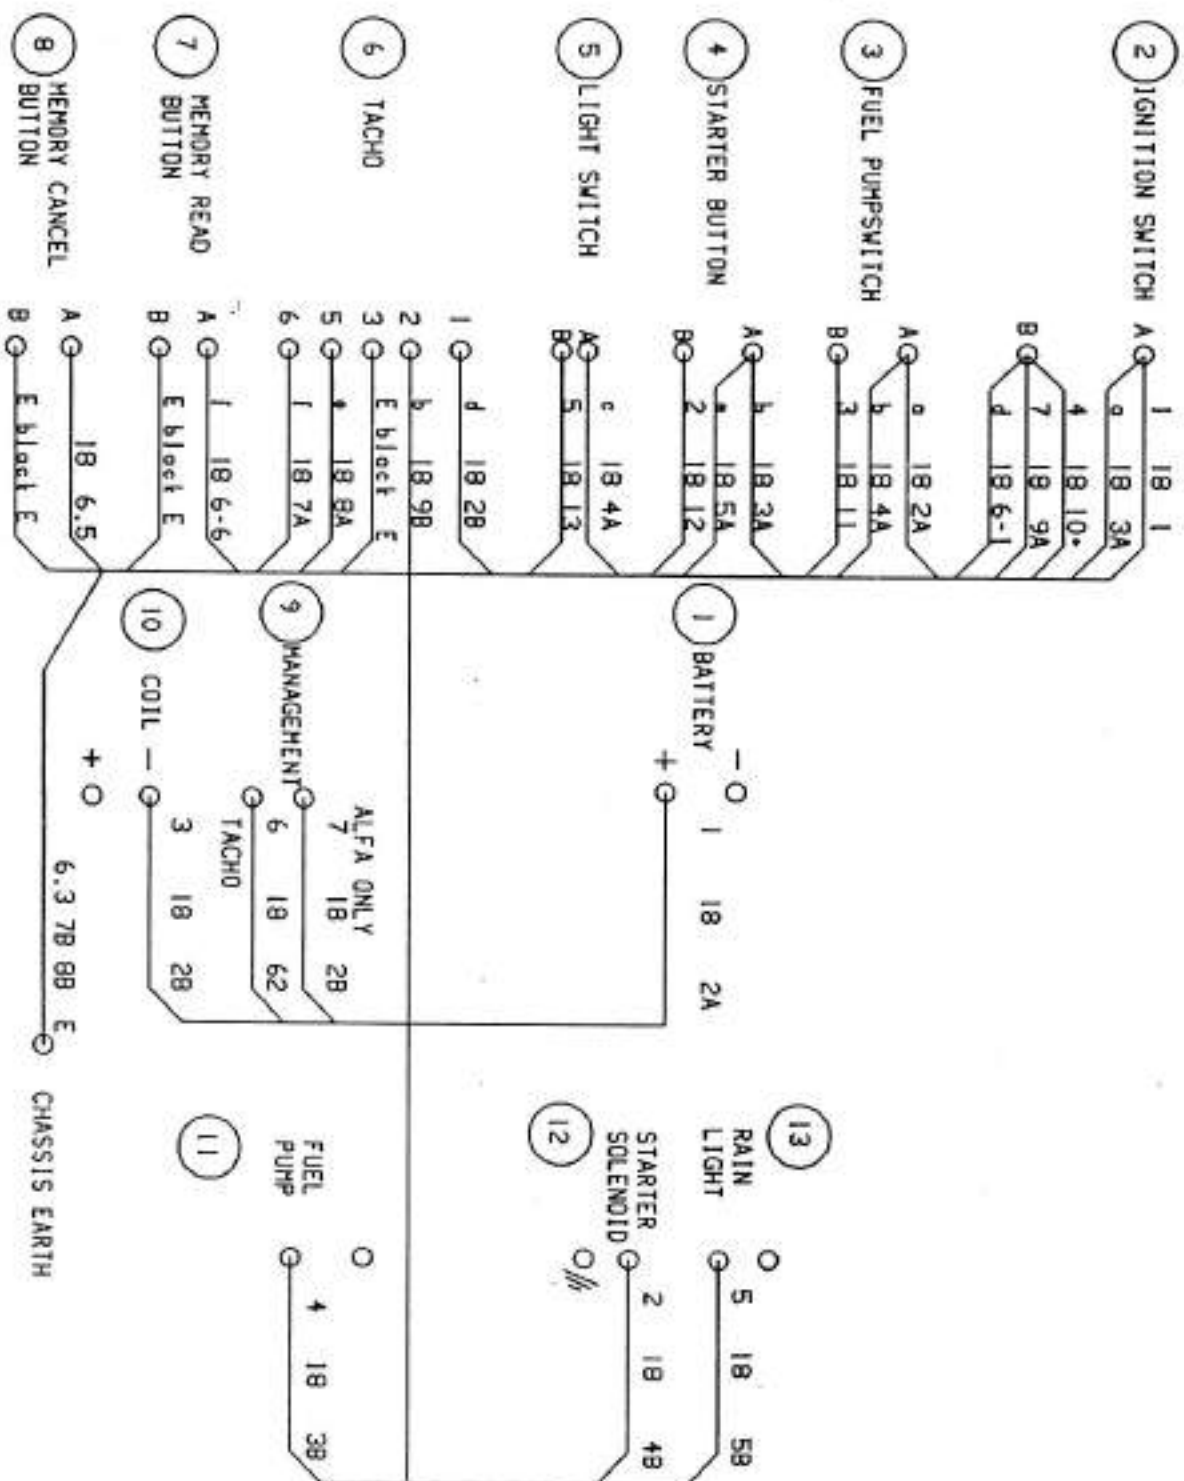 2 IGNITION SWITCH
A 1 18 1
a 18 3A
B 4 18 10+
7 18 9A
d 18 6-1
3 FUEL PUMPSWITCH
A a 18 2A
b 18 4A
B 3 18 11
4 STARTER BUTTON
A b 18 3A
18 5A
B 2 18 12
5 LIGHT SWITCH
A c 18 4A
B 5 18 13
6 TACHO
1 d 18 2B
2 b 18 9B
3 E black E
5 e 18 8A
6 f 18 7A
7 MEMORY READ
BUTTON
A f 18 6-6
B E black E
8 MEMORY CANCEL
BUTTON
A 18 6.5
B E black E
1 BATTERY
-
+ 1 18 2A
9 MANAGEMENT
ALFA ONLY
7 18 2B
6 18 62
TACHO
10 COIL
- 3 18 2B
+
6.3 7B 8B E
CHASSIS EARTH
13 RAIN
LIGHT
5 18 5B
12 STARTER
SOLENOID
2 18 4B
11 FUEL
PUMP
4 18 3B